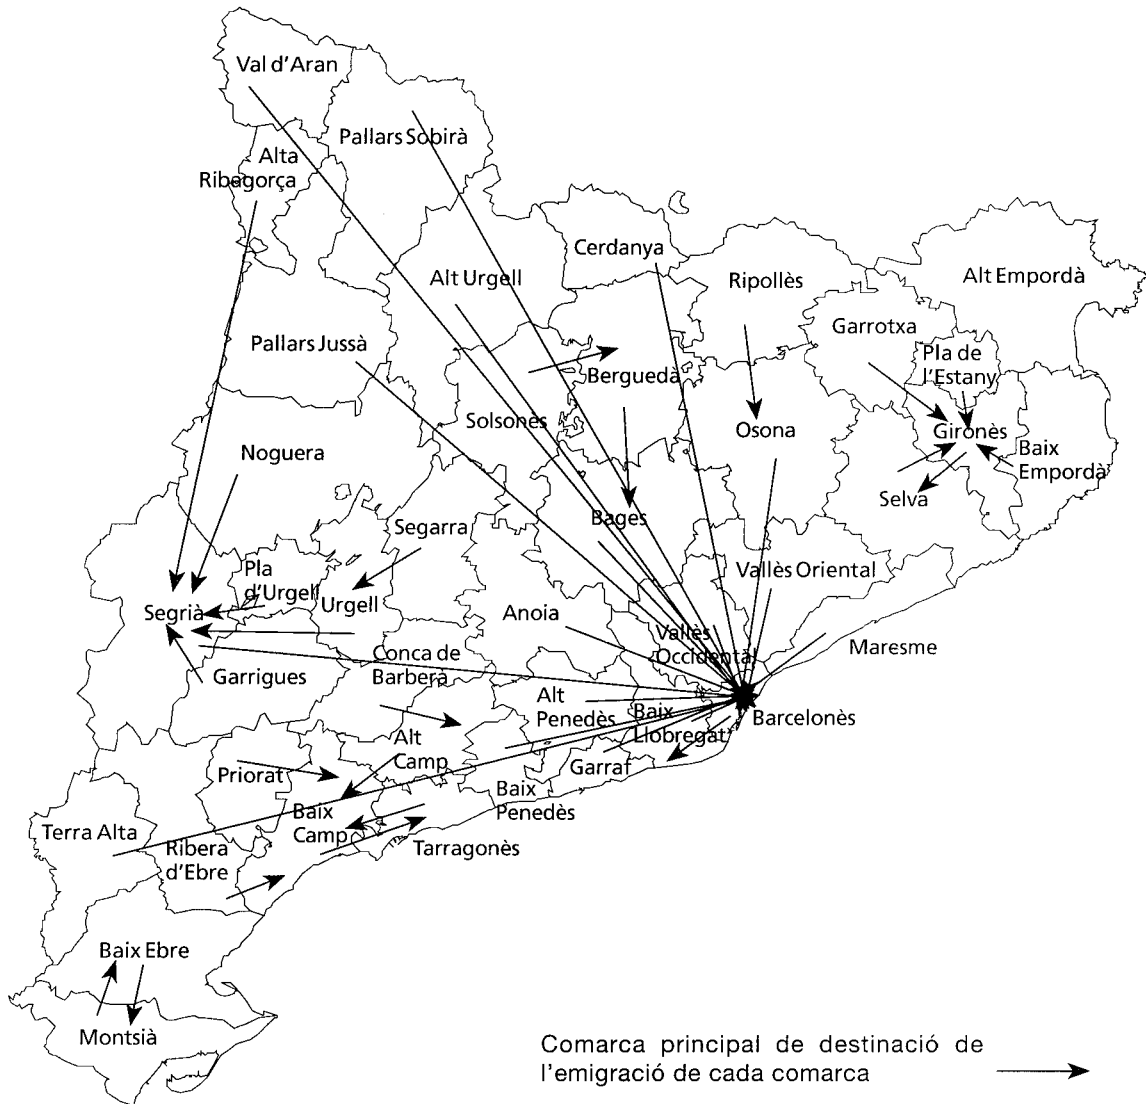 Val d'Aran
Pallars Sobirà
Alta
Ribagorça
Cerdanya
Alt Urgell
Ripollès
Alt Empordà
Garrotxa
Pallars Jussà
Pla de
l'Estany
Berguedà
Solsonès
Osona
Gironès
Noguera
Baix
Empordà
Selva
Bages
Segarra
Pla
d'Urgell
Vallès Oriental
Urgell
Segrià
Anoia
Vallès
Occidental
Maresme
Conca de
Barberà
Garrigues
Alt
Penedès
Baix
Llobregat
Barcelonès
Alt
Camp
Garraf
Priorat
Baix
Penedès
Baix
Camp
Terra Alta
Tarragonès
Ribera
d'Ebre
Baix Ebre
Montsià
Comarca principal de destinació de
l'emigració de cada comarca